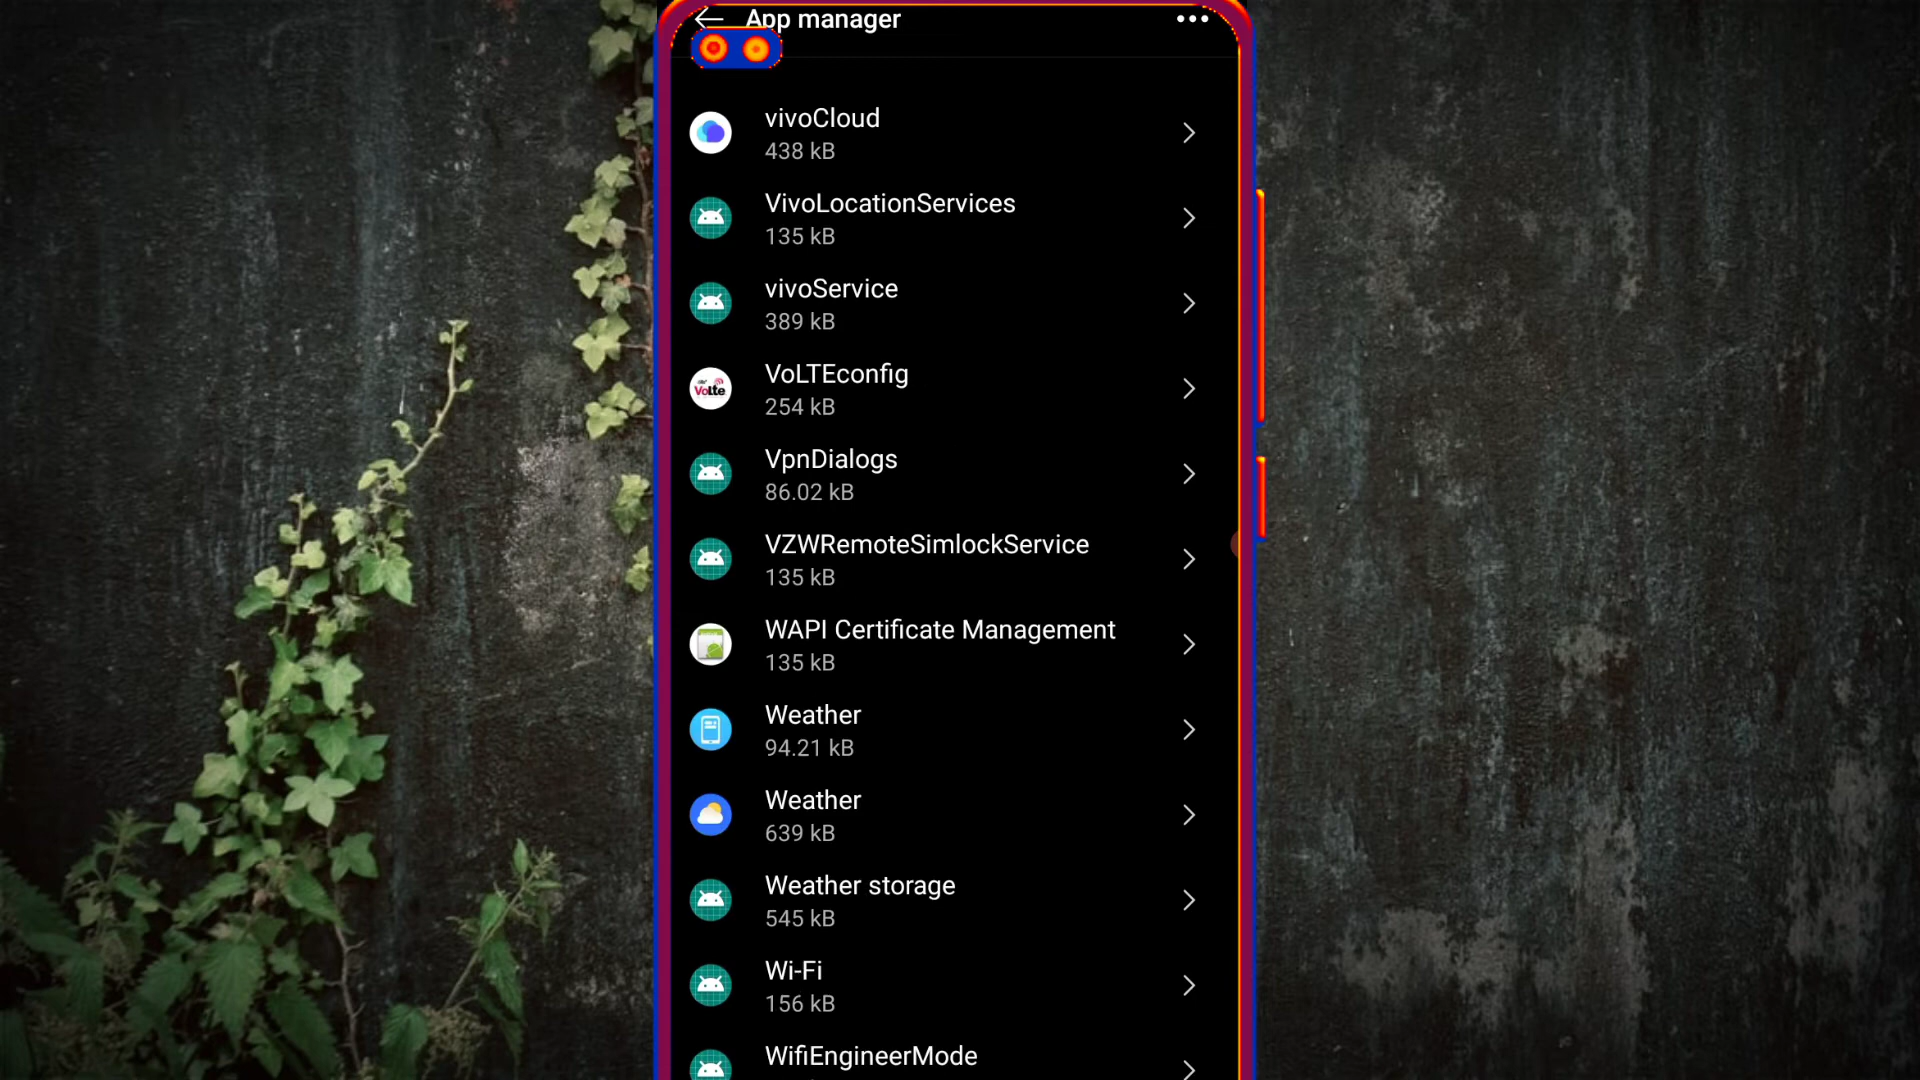 App manager
vivoCloud
438 kB
VivoLocationServices
135 kB
vivoService
389 kB
VoLTE
VoLTEconfig
254 kB
VpnDialogs
86.02 kB
VZWRemoteSimlockService
135 kB
WAPI Certificate Management
135 kB
Weather
94.21 kB
Weather
639 kB
Weather storage
545 kB
Wi-Fi
156 kB
WifiEngineerMode